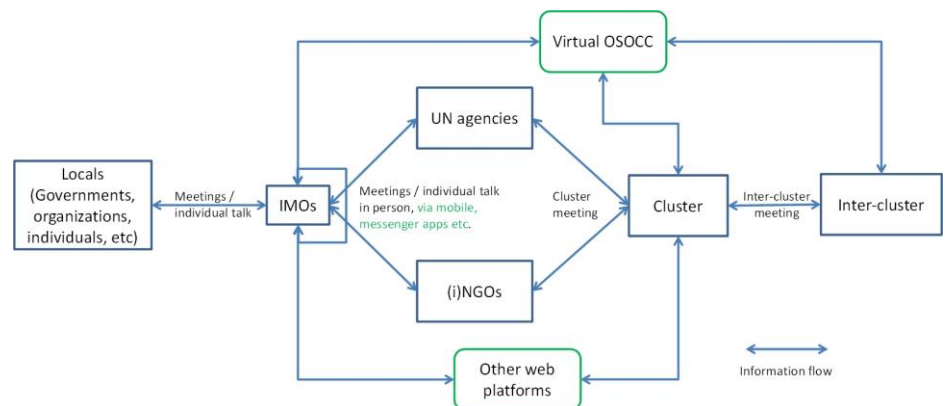 Virtual OSOCC
UN agencies
Locals
(Governments,
organizations,
individuals, etc)
Meetings /
individual talk
IMOs
Meetings / individual talk
in person, via mobile,
messenger apps etc.
Cluster
meeting
Cluster
Inter-cluster
meeting
Inter-cluster
(i)NGOs
Other web
platforms
Information flow